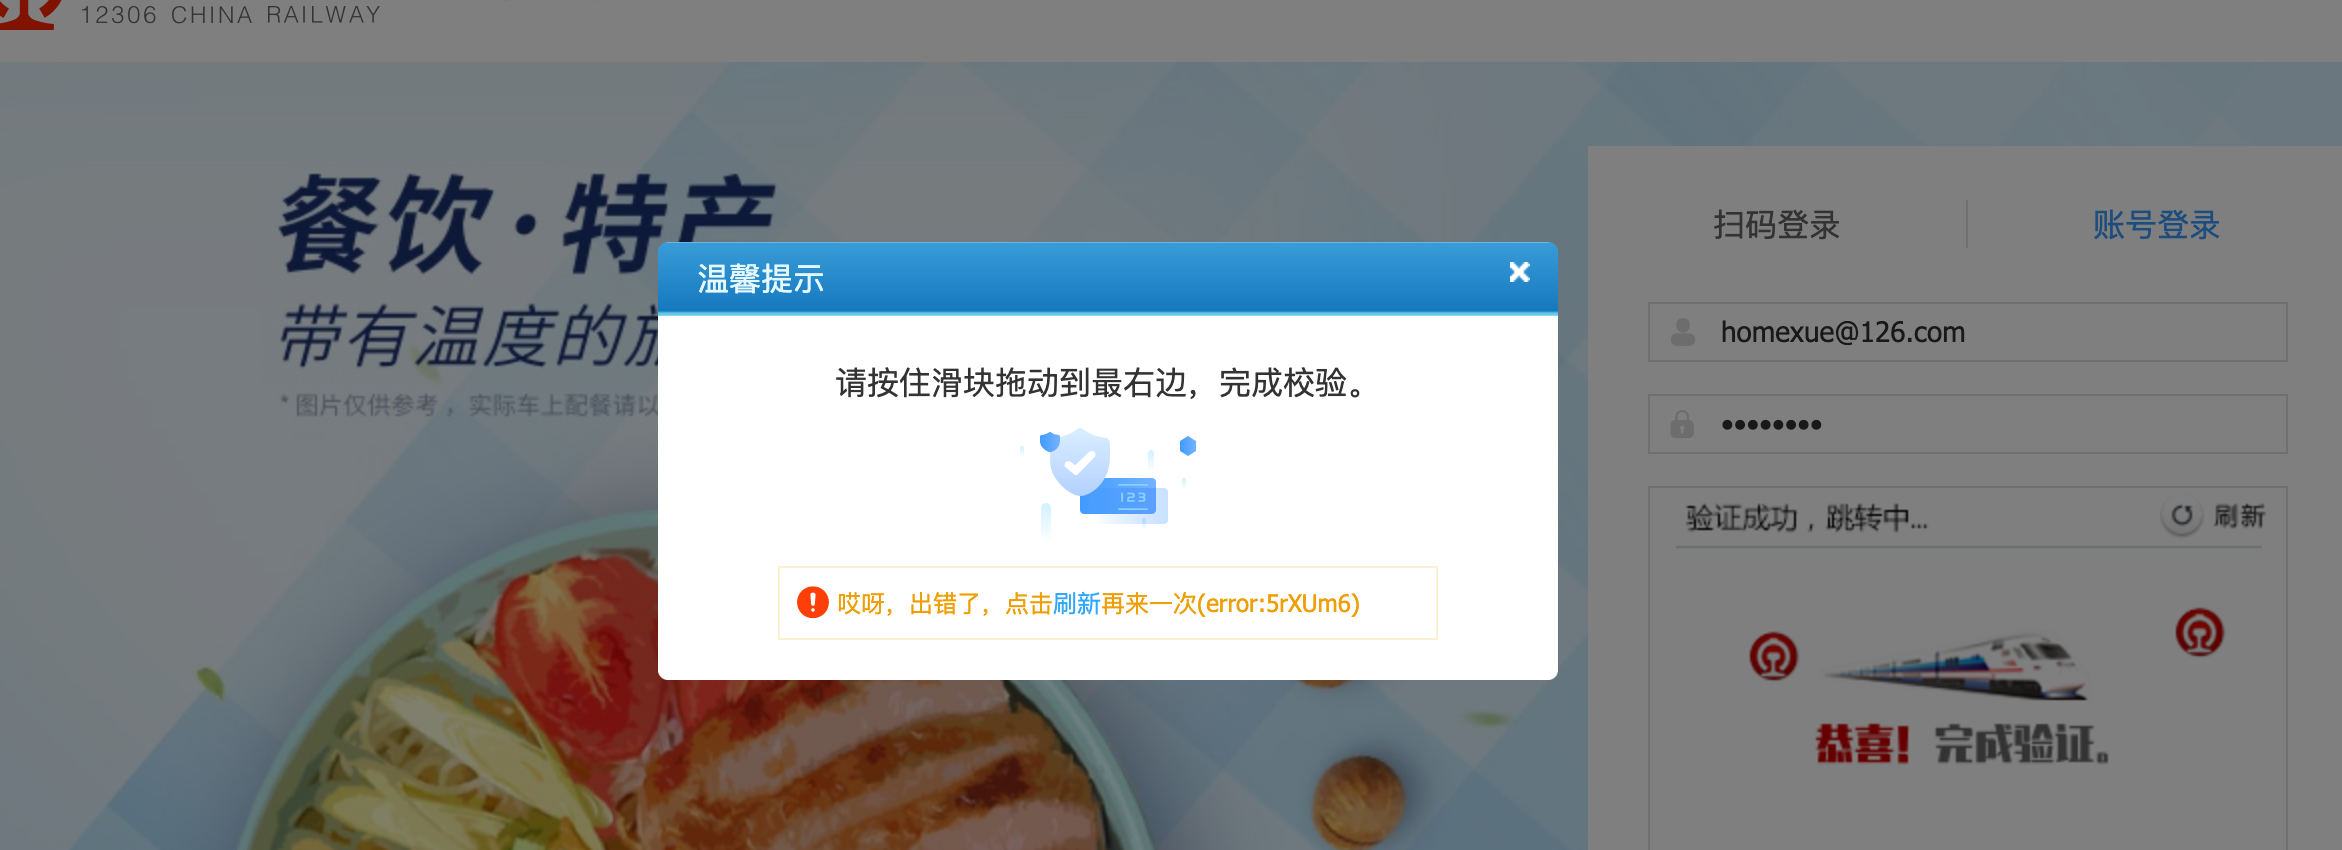 12306 CHINA RAILWAY
餐饮·特产
带有温度的旅
* 图片仅供参考，实际车上配餐请以
扫码登录
账号登录
homexue@126.com
验证成功，跳转中...
刷新
恭喜！ 完成验证。
温馨提示
请按住滑块拖动到最右边，完成校验。
123
哎呀，出错了，点击刷新再来一次(error:5rXUm6)